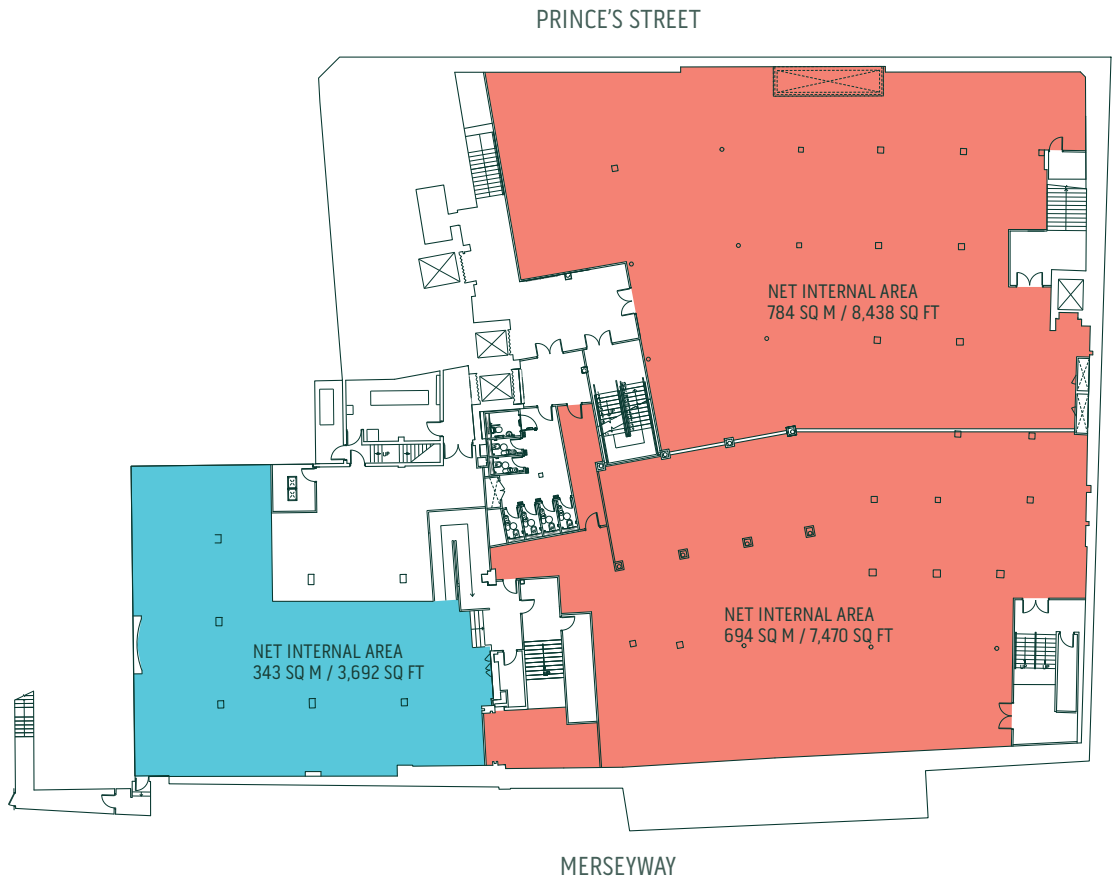 PRINCE'S STREET
NET INTERNAL AREA
784 SQ M / 8,438 SQ FT
NET INTERNAL AREA
694 SQ M / 7,470 SQ FT
NET INTERNAL AREA
343 SQ M / 3,692 SQ FT
MERSEYWAY